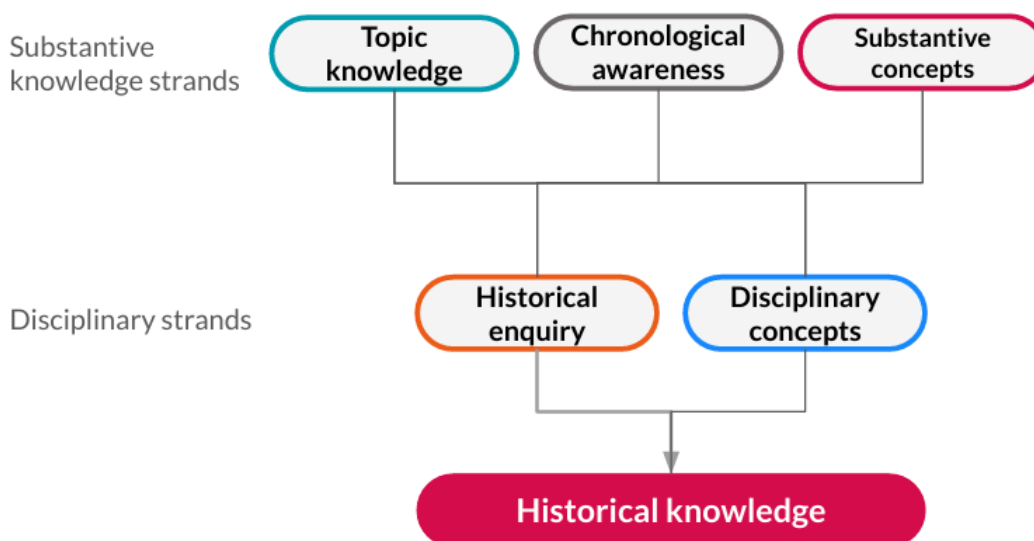 Substantive
knowledge strands
Topic
knowledge
Chronological
awareness
Substantive
concepts
Disciplinary strands
Historical
enquiry
Disciplinary
concepts
Historical knowledge